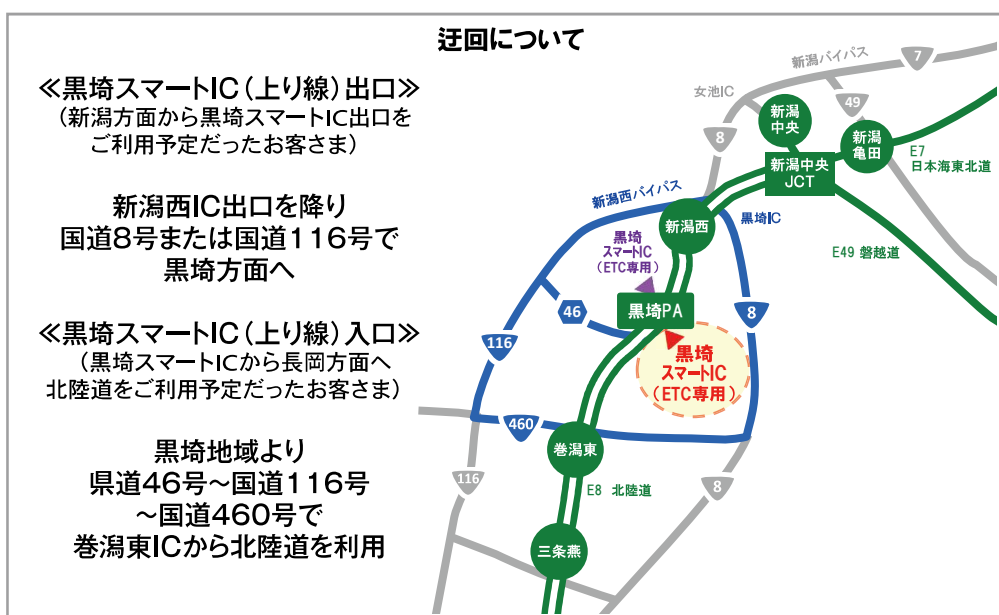 迂回について
≪黒埼スマートIC（上り線）出口≫
（新潟方面から黒埼スマートIC出口を
ご利用予定だったお客さま）
新潟西IC出口を降り
国道8号または国道116号で
黒埼方面へ
≪黒埼スマートIC（上り線）入口≫
（黒埼スマートICから長岡方面へ
北陸道をご利用予定だったお客さま）
黒埼地域より
県道46号～国道116号
～国道460号で
巻潟東ICから北陸道を利用
新潟バイパス
7
女池IC
49
新潟
中央
8
新潟
亀田
E7
日本海東北道
新潟中央
JCT
新潟西バイパス
新潟西
黒埼IC
黒埼
スマートIC
（ETC専用）
E49 磐越道
黒埼PA
46
8
116
黒埼
スマートIC
（ETC専用）
460
巻潟東
116
E8 北陸道
8
三条燕